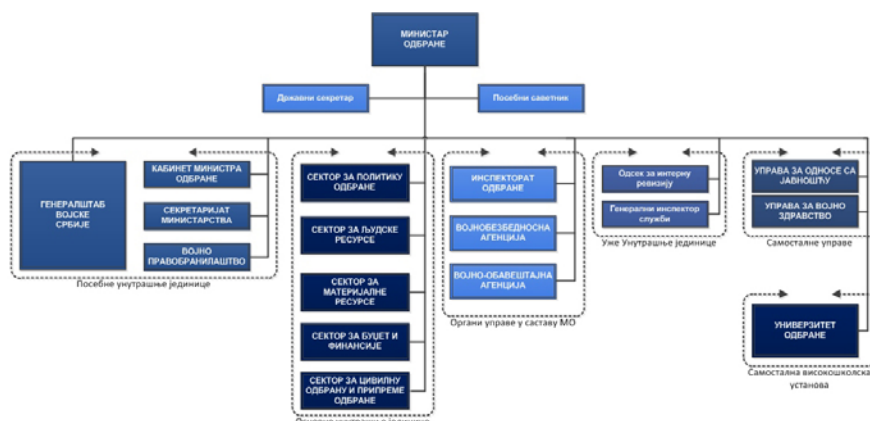 МИНИСТАР
ОДБРАНЕ
Државни секретар
Посебни саветник
ГЕНЕРАЛШТАБ
ВОЈСКЕ
СРБИЈЕ
КАБИНЕТ МИНИСТРА
ОДБРАНЕ
СЕКРЕТАРИЈАТ
МИНИСТАРСТВА
ВОЈНО
ПРАВОБРАНИЛАШТВО
Посебне унутрашње јединице
СЕКТОР ЗА ПОЛИТИКУ
ОДБРАНЕ
СЕКТОР ЗА ЉУДСКЕ
РЕСУРСЕ
СЕКТОР ЗА
МАТЕРИЈАЛНЕ
РЕСУРСЕ
СЕКТОР ЗА БУЏЕТ И
ФИНАНСИЈЕ
СЕКТОР ЗА ЦИВИЛНУ
ОДБРАНУ И ПРИПРЕМЕ
ОДБРАНЕ
ИНСПЕКТОРАТ
ОДБРАНЕ
ВОЈНОБЕЗБЕДНОСНА
АГЕНЦИЈА
ВОЈНО-ОБАВЕШТАЈНА
АГЕНЦИЈА
Органи управе у саставу МО
Одсек за интерну
ревизију
Генерални инспектор
служби
Уже Унутрашње јединице
УПРАВА ЗА ОДНОСЕ СА
ЈАВНОШЋУ
УПРАВА ЗА ВОЈНО
ЗДРАВСТВО
Самосталне управе
УНИВЕРЗИТЕТ
ОДБРАНЕ
Самостална високошколска
установа